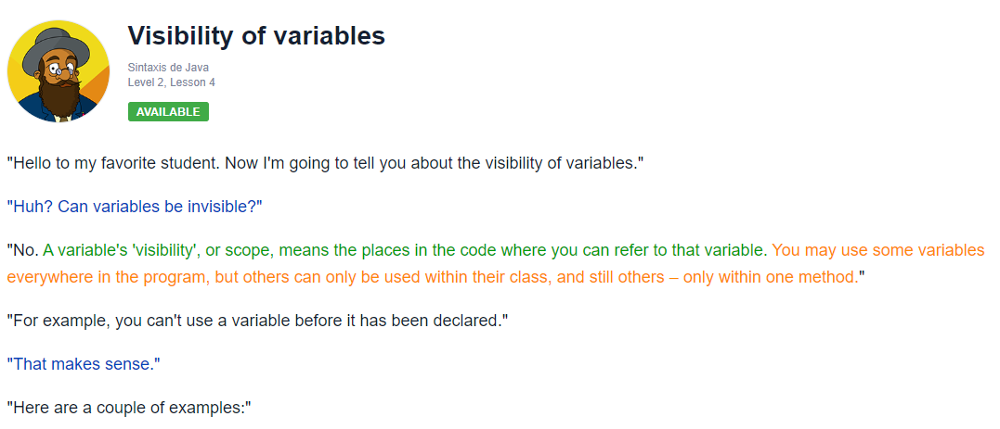 Visibility of variables
Sintaxis de Java
Level 2, Lesson 4
AVAILABLE
"Hello to my favorite student. Now I'm going to tell you about the visibility of variables."
"Huh? Can variables be invisible?"
"No. A variable's 'visibility', or scope, means the places in the code where you can refer to that variable. You may use some variables
everywhere in the program, but others can only be used within their class, and still others – only within one method."
"For example, you can't use a variable before it has been declared."
"That makes sense."
"Here are a couple of examples:"